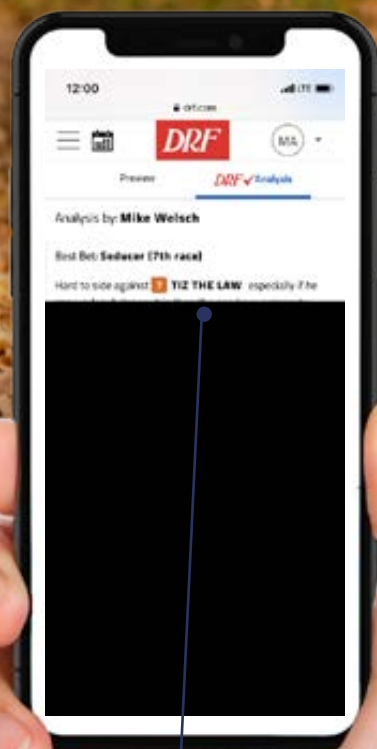 12:00
LTE
drf.com
DRF
MA
Preview DRF Analysis
Analysis by: Mike Welsch
Best Bet: Seducer (7th race)
Hard to side against 7 TIZ THE LAW especially if he